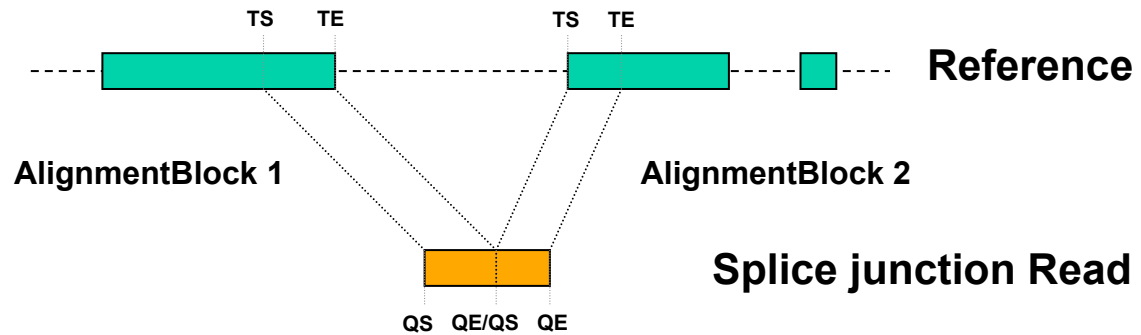 TS TE TS TE
Reference
AlignmentBlock 1 AlignmentBlock 2
Splice junction Read
QS QE/QS QE